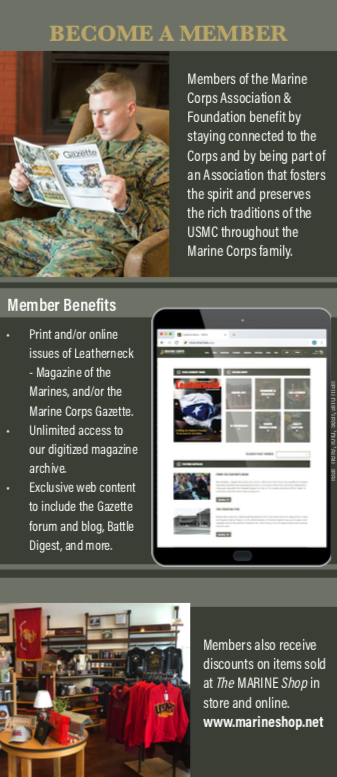 BECOME A MEMBER
Gazette
Members of the Marine
Corps Association &
Foundation benefit by
staying connected to the
Corps and by being part of
an Association that fosters
the spirit and preserves
the rich traditions of the
USMC throughout the
Marine Corps family.
Member Benefits
• Print and/or online
issues of Leatherneck
- Magazine of the
Marines, and/or the
Marine Corps Gazette.
• Unlimited access to
our digitized magazine
archive.
• Exclusive web content
to include the Gazette
forum and blog, Battle
Digest, and more.
Leatherneck
Members also receive
discounts on items sold
at The MARINE Shop in
store and online.
www.marineshop.net
USMC